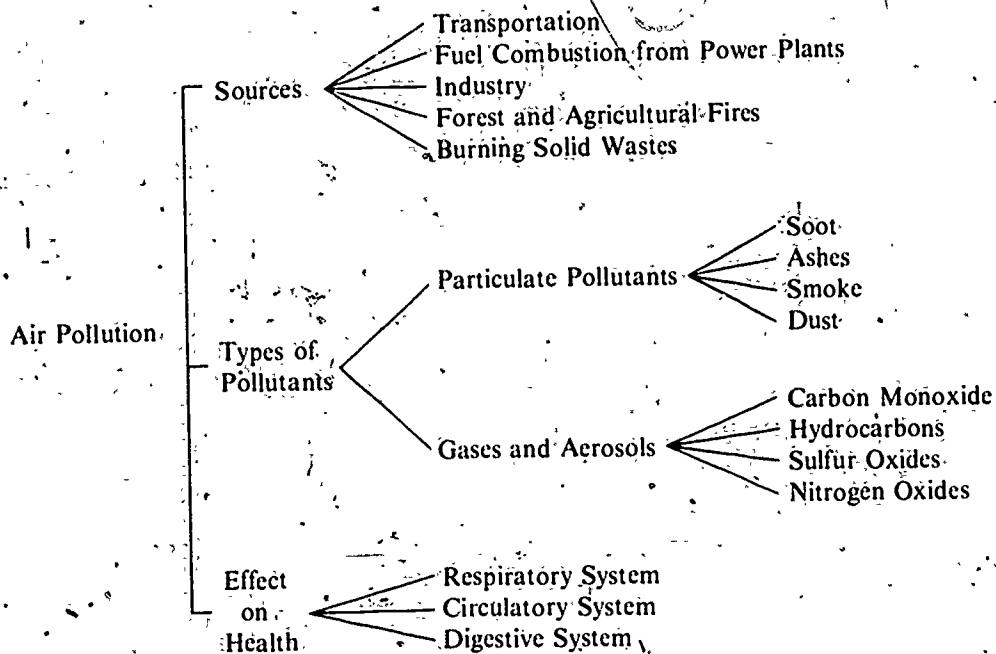 Transportation
Fuel Combustion from Power Plants
Sources
Industry
Forest and Agricultural Fires
Burning Solid Wastes
Soot
Ashes
Particulate Pollutants
Smoke
Dust
Air Pollution
Types of
Pollutants
Carbon Monoxide
Hydrocarbons
Gases and Aerosols
Sulfur Oxides
Nitrogen Oxides
Effect
on
Health
Respiratory System
Circulatory System
Digestive System